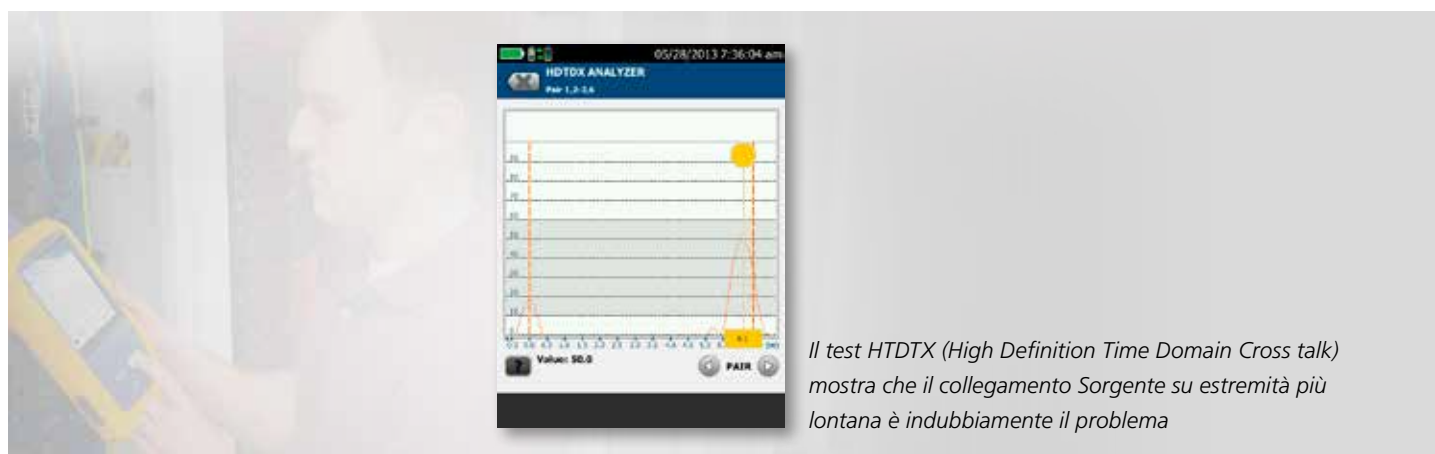 05/28/2013 7:36:04 am
HDTDX ANALYZER
Pair 1,2-3,6
Value: 50.0
PAIR
Il test HTDTX (High Definition Time Domain Cross talk)
mostra che il collegamento Sorgente su estremità più
lontana è indubbiamente il problema